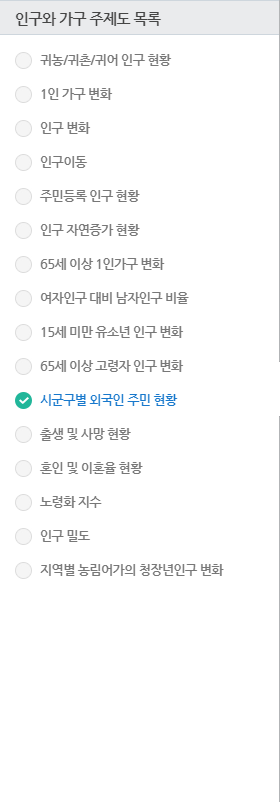 인구와 가구 주제도 목록
귀농/귀촌/귀어 인구 현황
1인 가구 변화
인구 변화
인구이동
주민등록 인구 현황
인구 자연증가 현황
65세 이상 1인가구 변화
여자인구 대비 남자인구 비율
15세 미만 유소년 인구 변화
65세 이상 고령자 인구 변화
시군구별 외국인 주민 현황
출생 및 사망 현황
혼인 및 이혼율 현황
노령화 지수
인구 밀도
지역별 농림어가의 청장년인구 변화